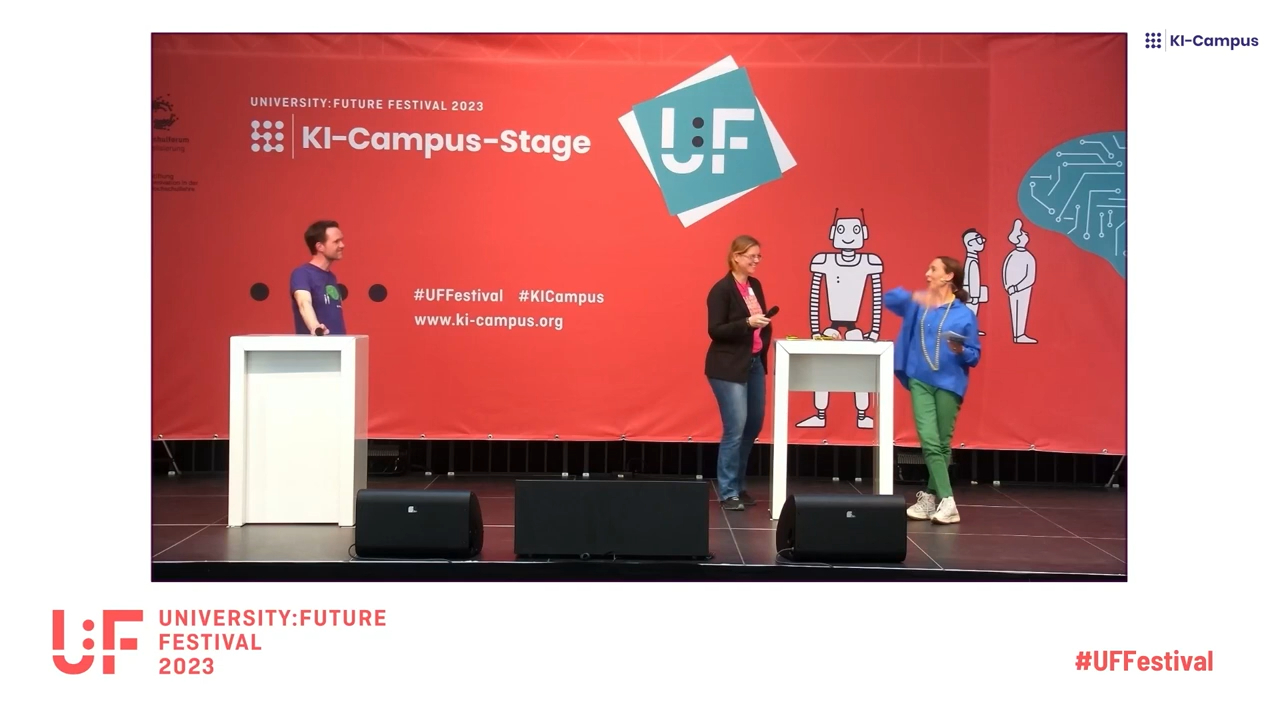 KI-Campus
UNIVERSITY:FUTURE FESTIVAL 2023
KI-Campus-Stage
U:F
#UFFestival #KICampus
www.ki-campus.org
U:F
UNIVERSITY:FUTURE
FESTIVAL
2023
#UFFestival